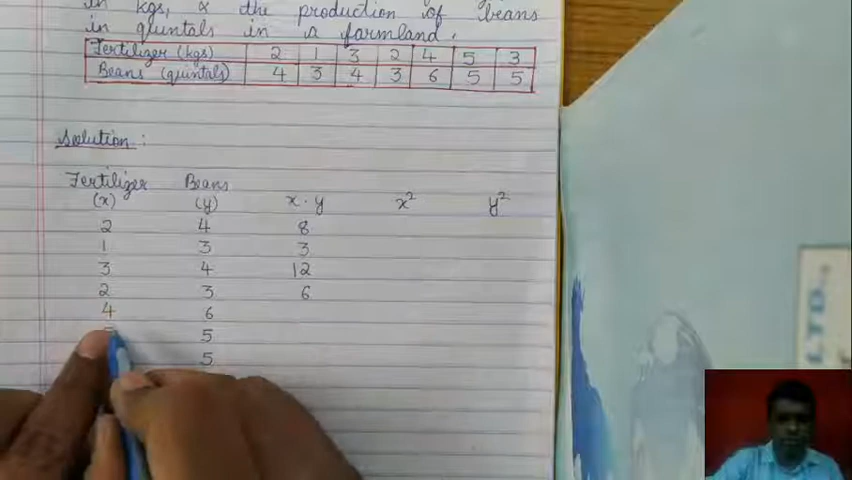 in kgs, & the production of beans
in quintals in a farmland.
Fertilizer (kgs) 2 1 3 2 4 5 3
Beans (quintals) 4 3 4 3 6 5 5
Solution :
Fertilizer Beans
(x) (y) x · y x² y²
2 4 8
1 3 3
3 4 12
2 3 6
4 6
5
5
LTD.